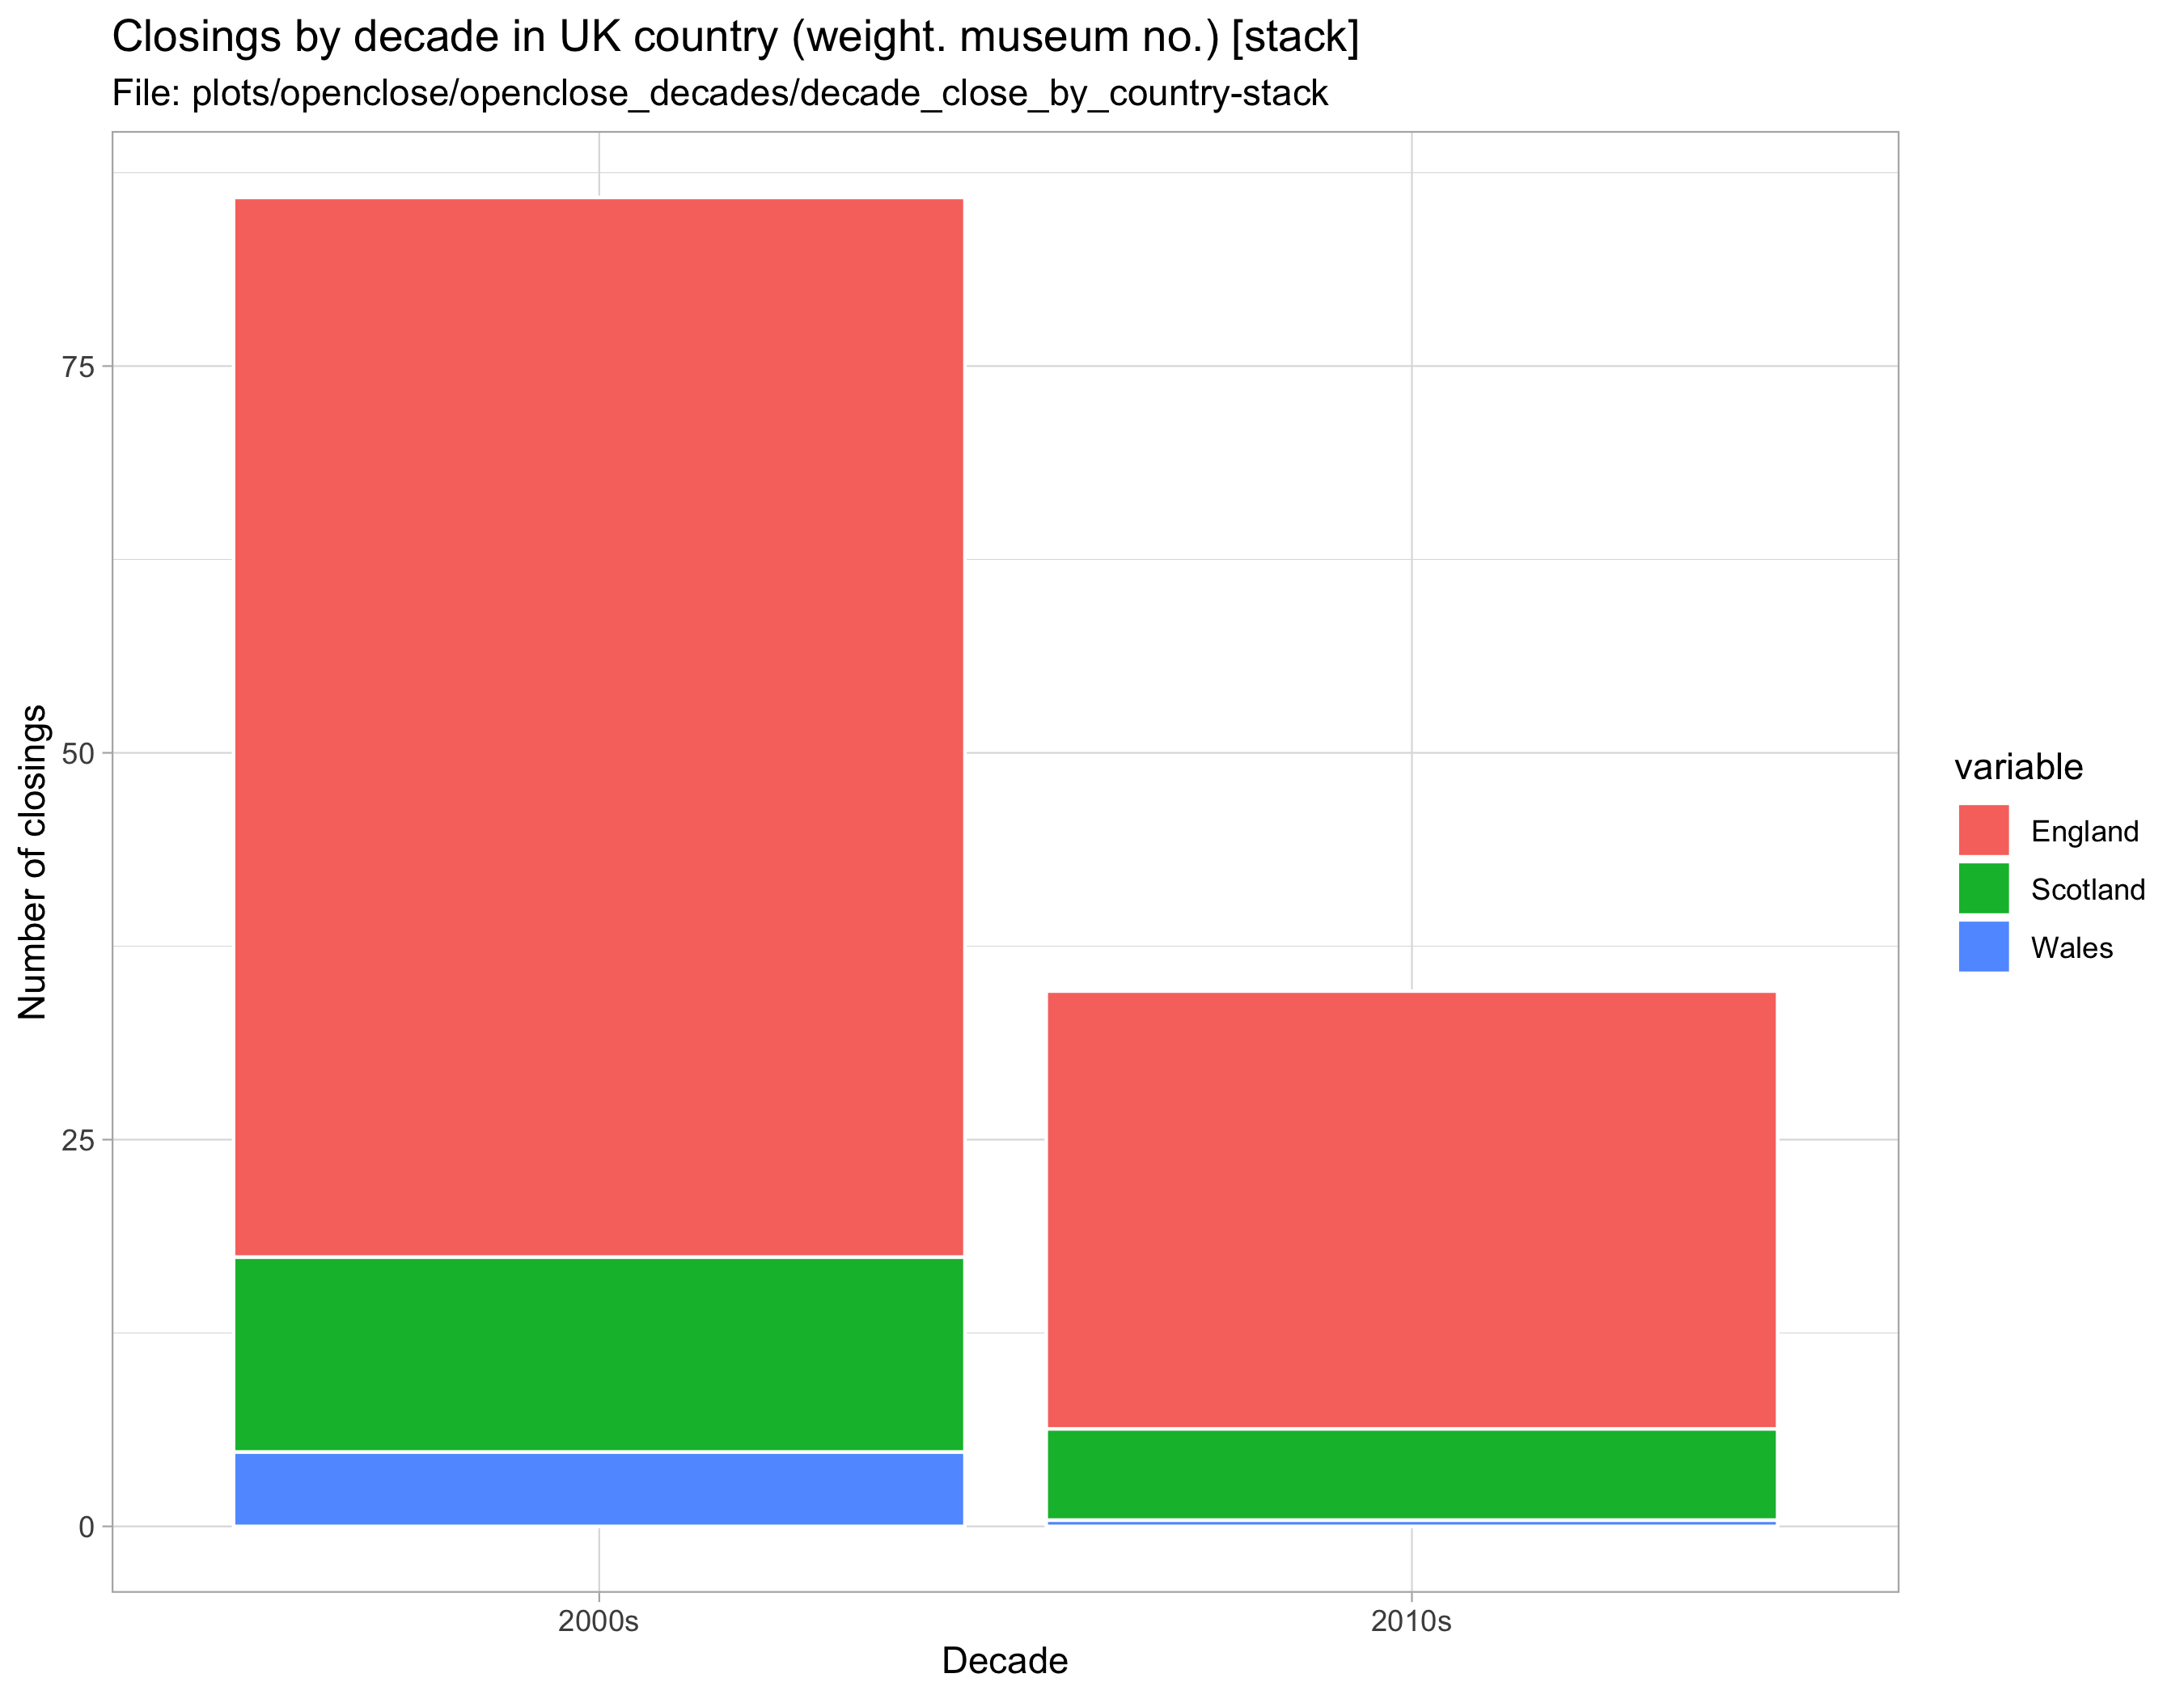 Closings by decade in UK country (weight. museum no.) [stack]
File: plots/openclose/openclose_decades/decade_close_by_country-stack
Number of closings
75
50
25
0
2000s
2010s
Decade
variable
England
Scotland
Wales